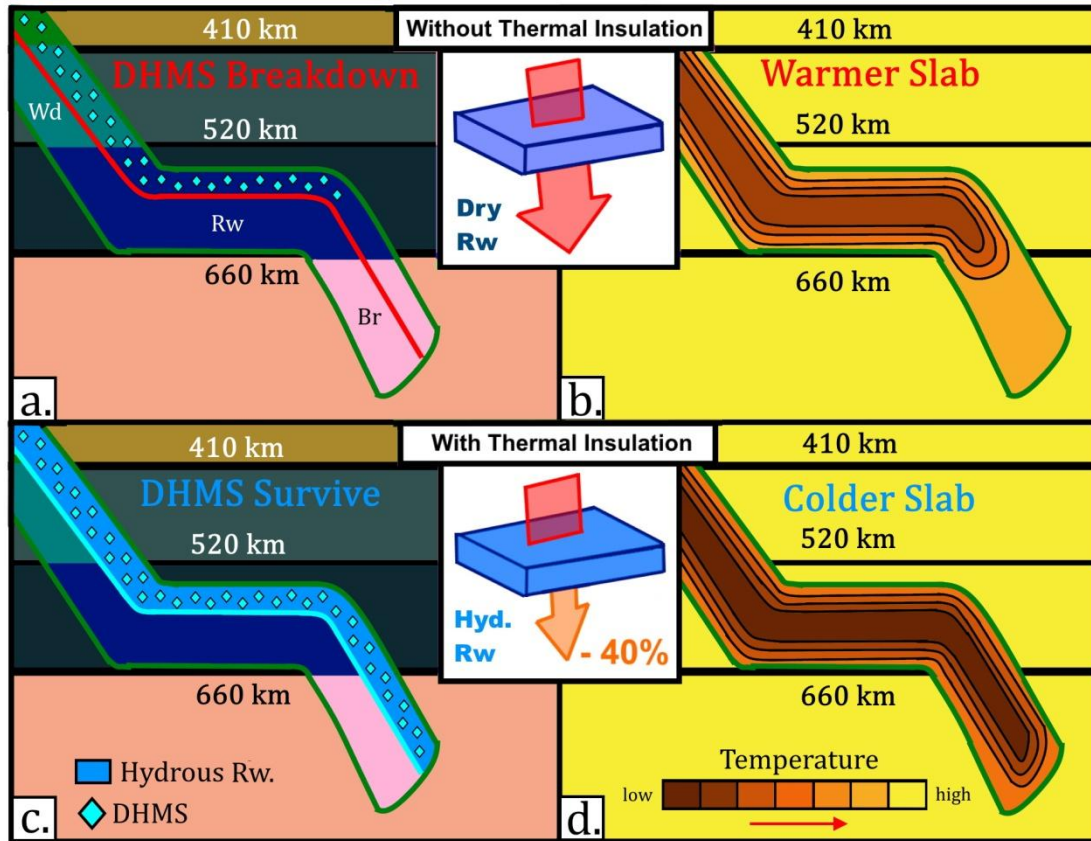 410 km
Without Thermal Insulation
410 km
DHMS Breakdown
Warmer Slab
Wd
520 km
520 km
Dry
Rw
Rw
660 km
660 km
Br
a.
b.
410 km
With Thermal Insulation
410 km
DHMS Survive
Colder Slab
520 km
520 km
Hyd.
Rw
- 40%
660 km
660 km
Hydrous Rw.
DHMS
Temperature
low
high
c.
d.